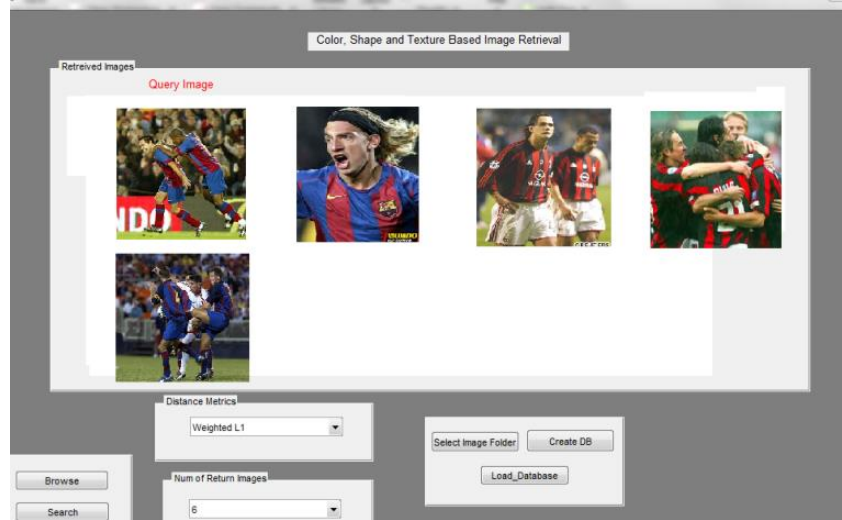 Color, Shape and Texture Based Image Retrieval
Retreived Images
Query Image
Distance Metrics
Weighted L1
Select Image Folder
Create DB
Load_Database
Browse
Num of Return Images
Search
6